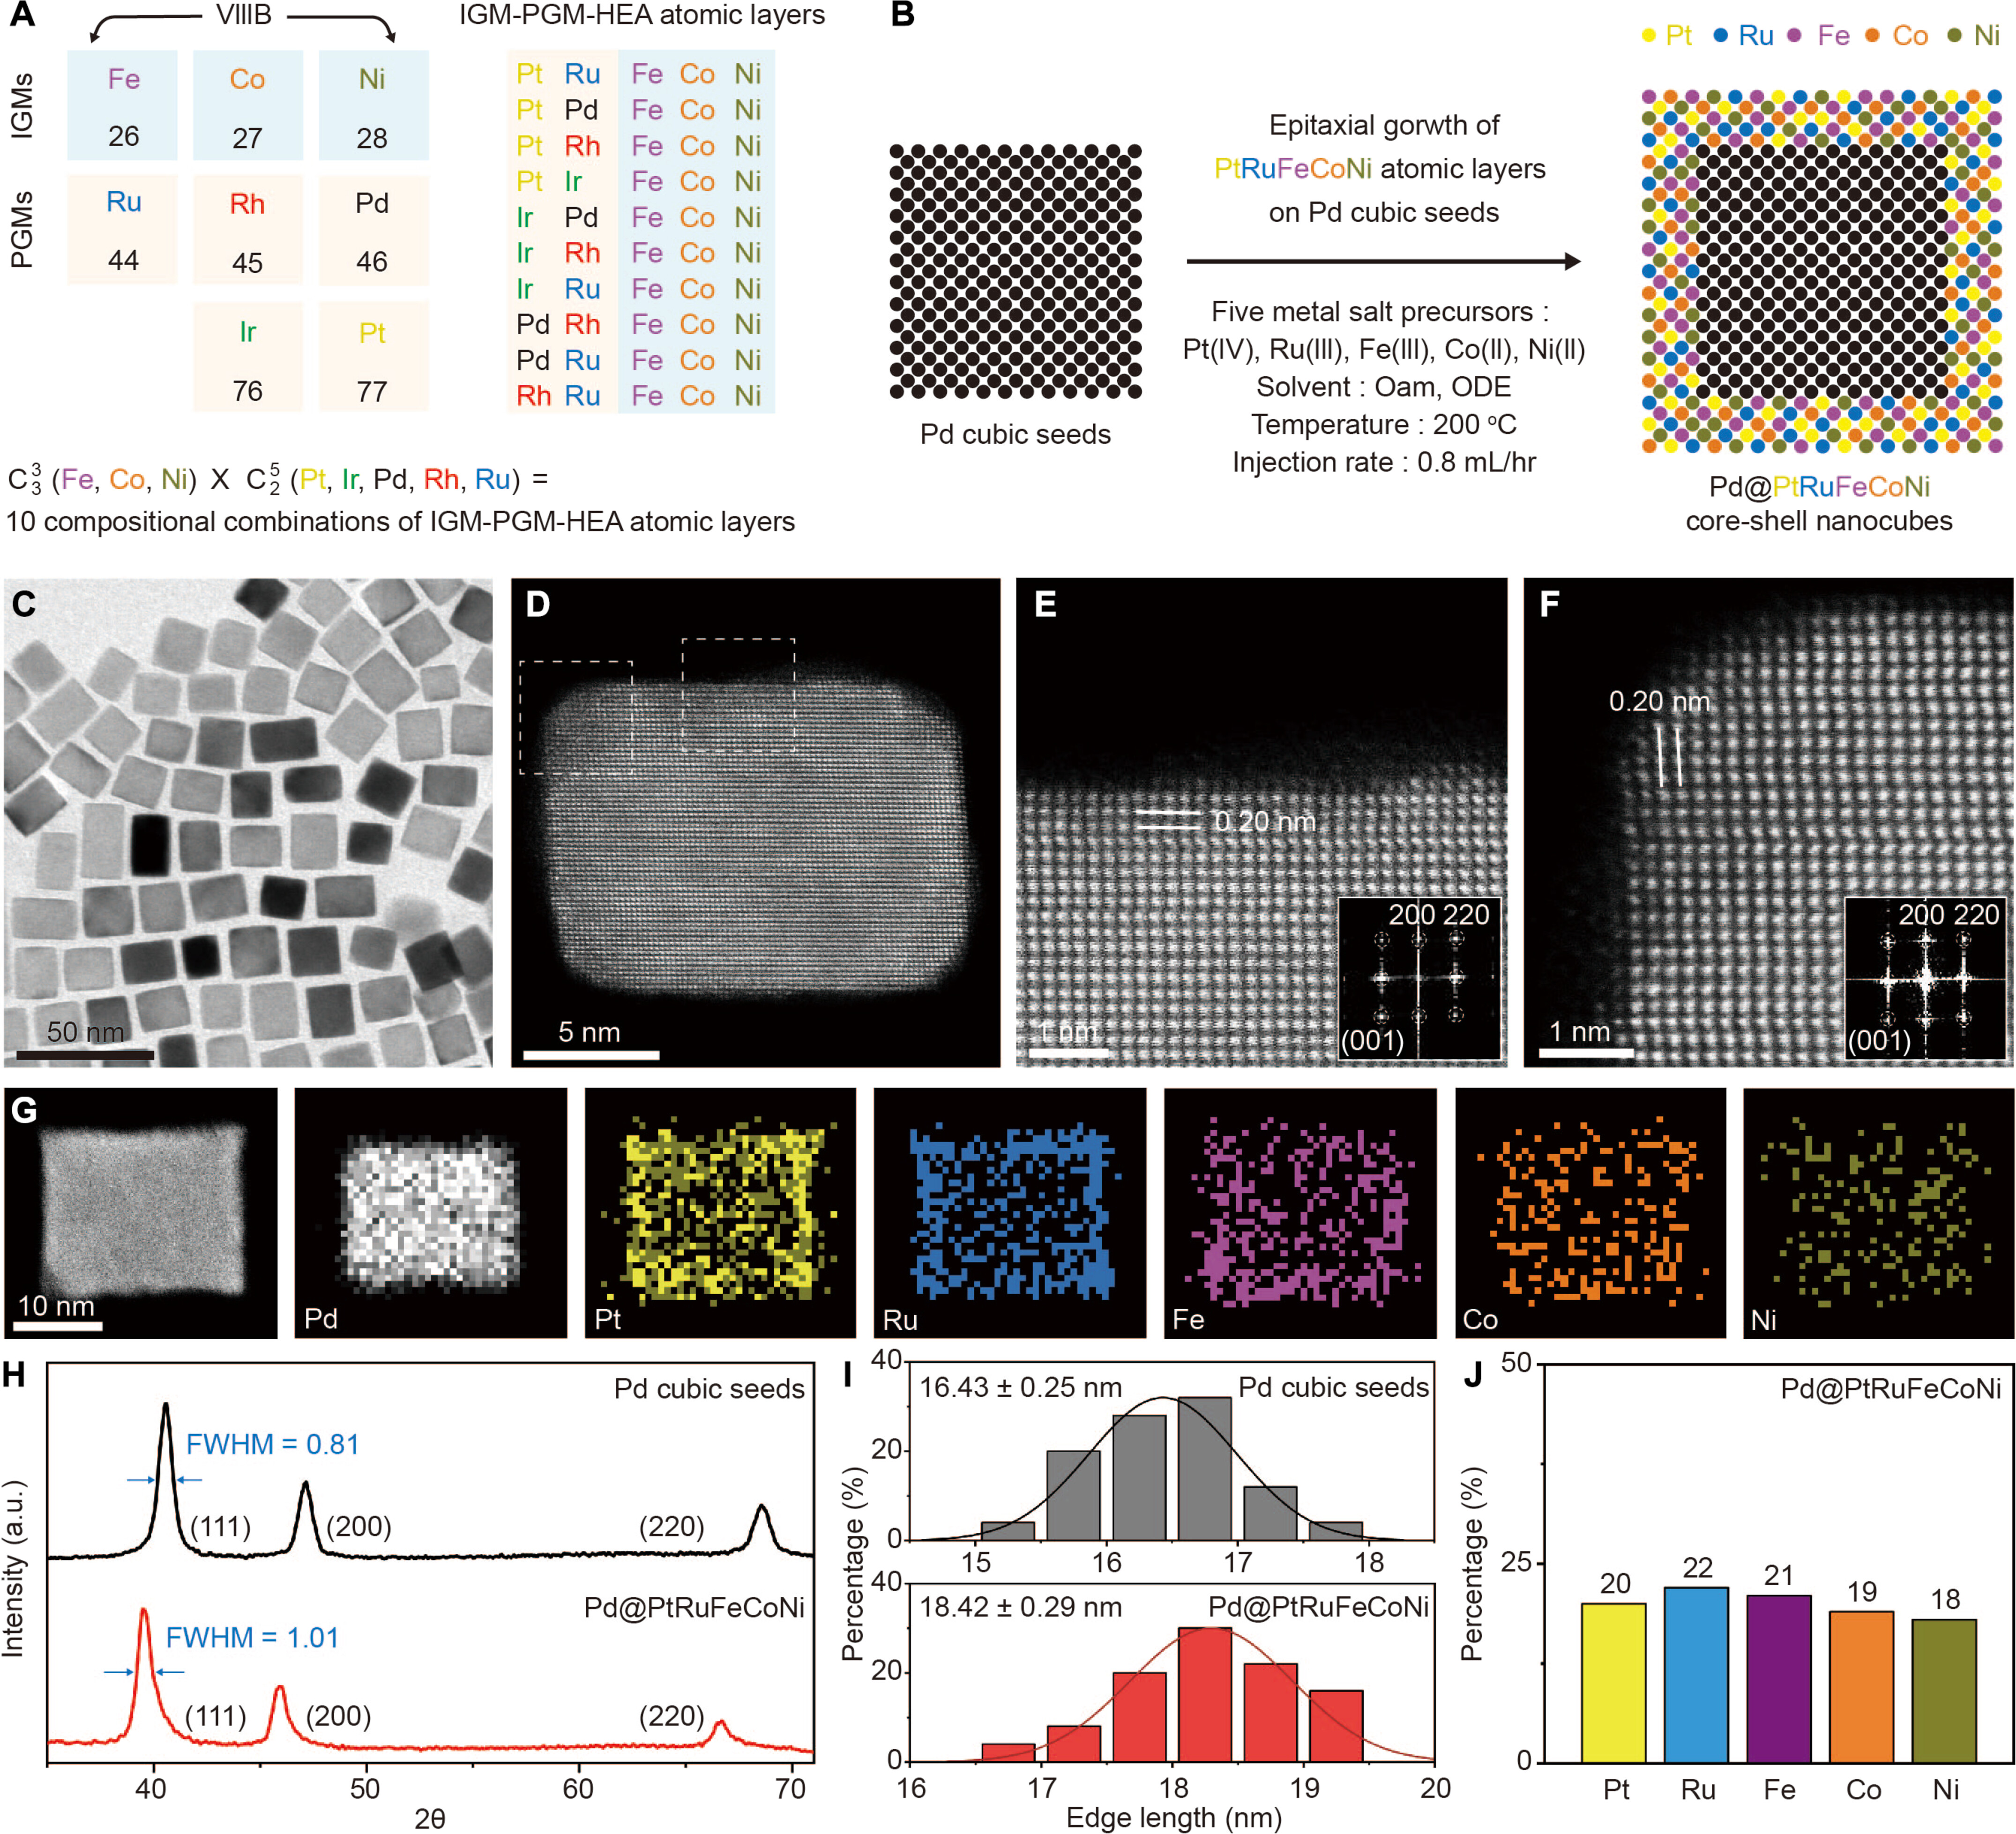 A
VIIIB
IGM-PGM-HEA atomic layers
IGMs
Fe Co Ni
26 27 28
PGMs
Ru Rh Pd
44 45 46
Ir Pt
76 77
Pt Ru Fe Co Ni
Pt Pd Fe Co Ni
Pt Rh Fe Co Ni
Pt Ir Fe Co Ni
Ir Pd Fe Co Ni
Ir Rh Fe Co Ni
Ir Ru Fe Co Ni
Pd Rh Fe Co Ni
Pd Ru Fe Co Ni
Rh Ru Fe Co Ni
C₃³ (Fe, Co, Ni) X C₂⁵ (Pt, Ir, Pd, Rh, Ru) =
10 compositional combinations of IGM-PGM-HEA atomic layers
B
Pt Ru Fe Co Ni
Pd cubic seeds
Epitaxial gorwth of
PtRuFeCoNi atomic layers
on Pd cubic seeds
Five metal salt precursors :
Pt(IV), Ru(III), Fe(III), Co(II), Ni(II)
Solvent : Oam, ODE
Temperature : 200 °C
Injection rate : 0.8 mL/hr
Pd@PtRuFeCoNi
core-shell nanocubes
C
50 nm
D
5 nm
E
0.20 nm
200 220
(001)
1 nm
F
0.20 nm
200 220
(001)
1 nm
G
10 nm
Pd
Pt
Ru
Fe
Co
Ni
H
Pd cubic seeds
FWHM = 0.81
(111) (200) (220)
Pd@PtRuFeCoNi
FWHM = 1.01
(111) (200) (220)
Intensity (a.u.)
40 50 60 70
2θ
I
40
20
0
16.43 ± 0.25 nm
Pd cubic seeds
15 16 17 18
40
20
0
18.42 ± 0.29 nm
Pd@PtRuFeCoNi
16 17 18 19 20
Percentage (%)
Edge length (nm)
J
50
25
0
Pd@PtRuFeCoNi
Percentage (%)
20 22 21 19 18
Pt Ru Fe Co Ni